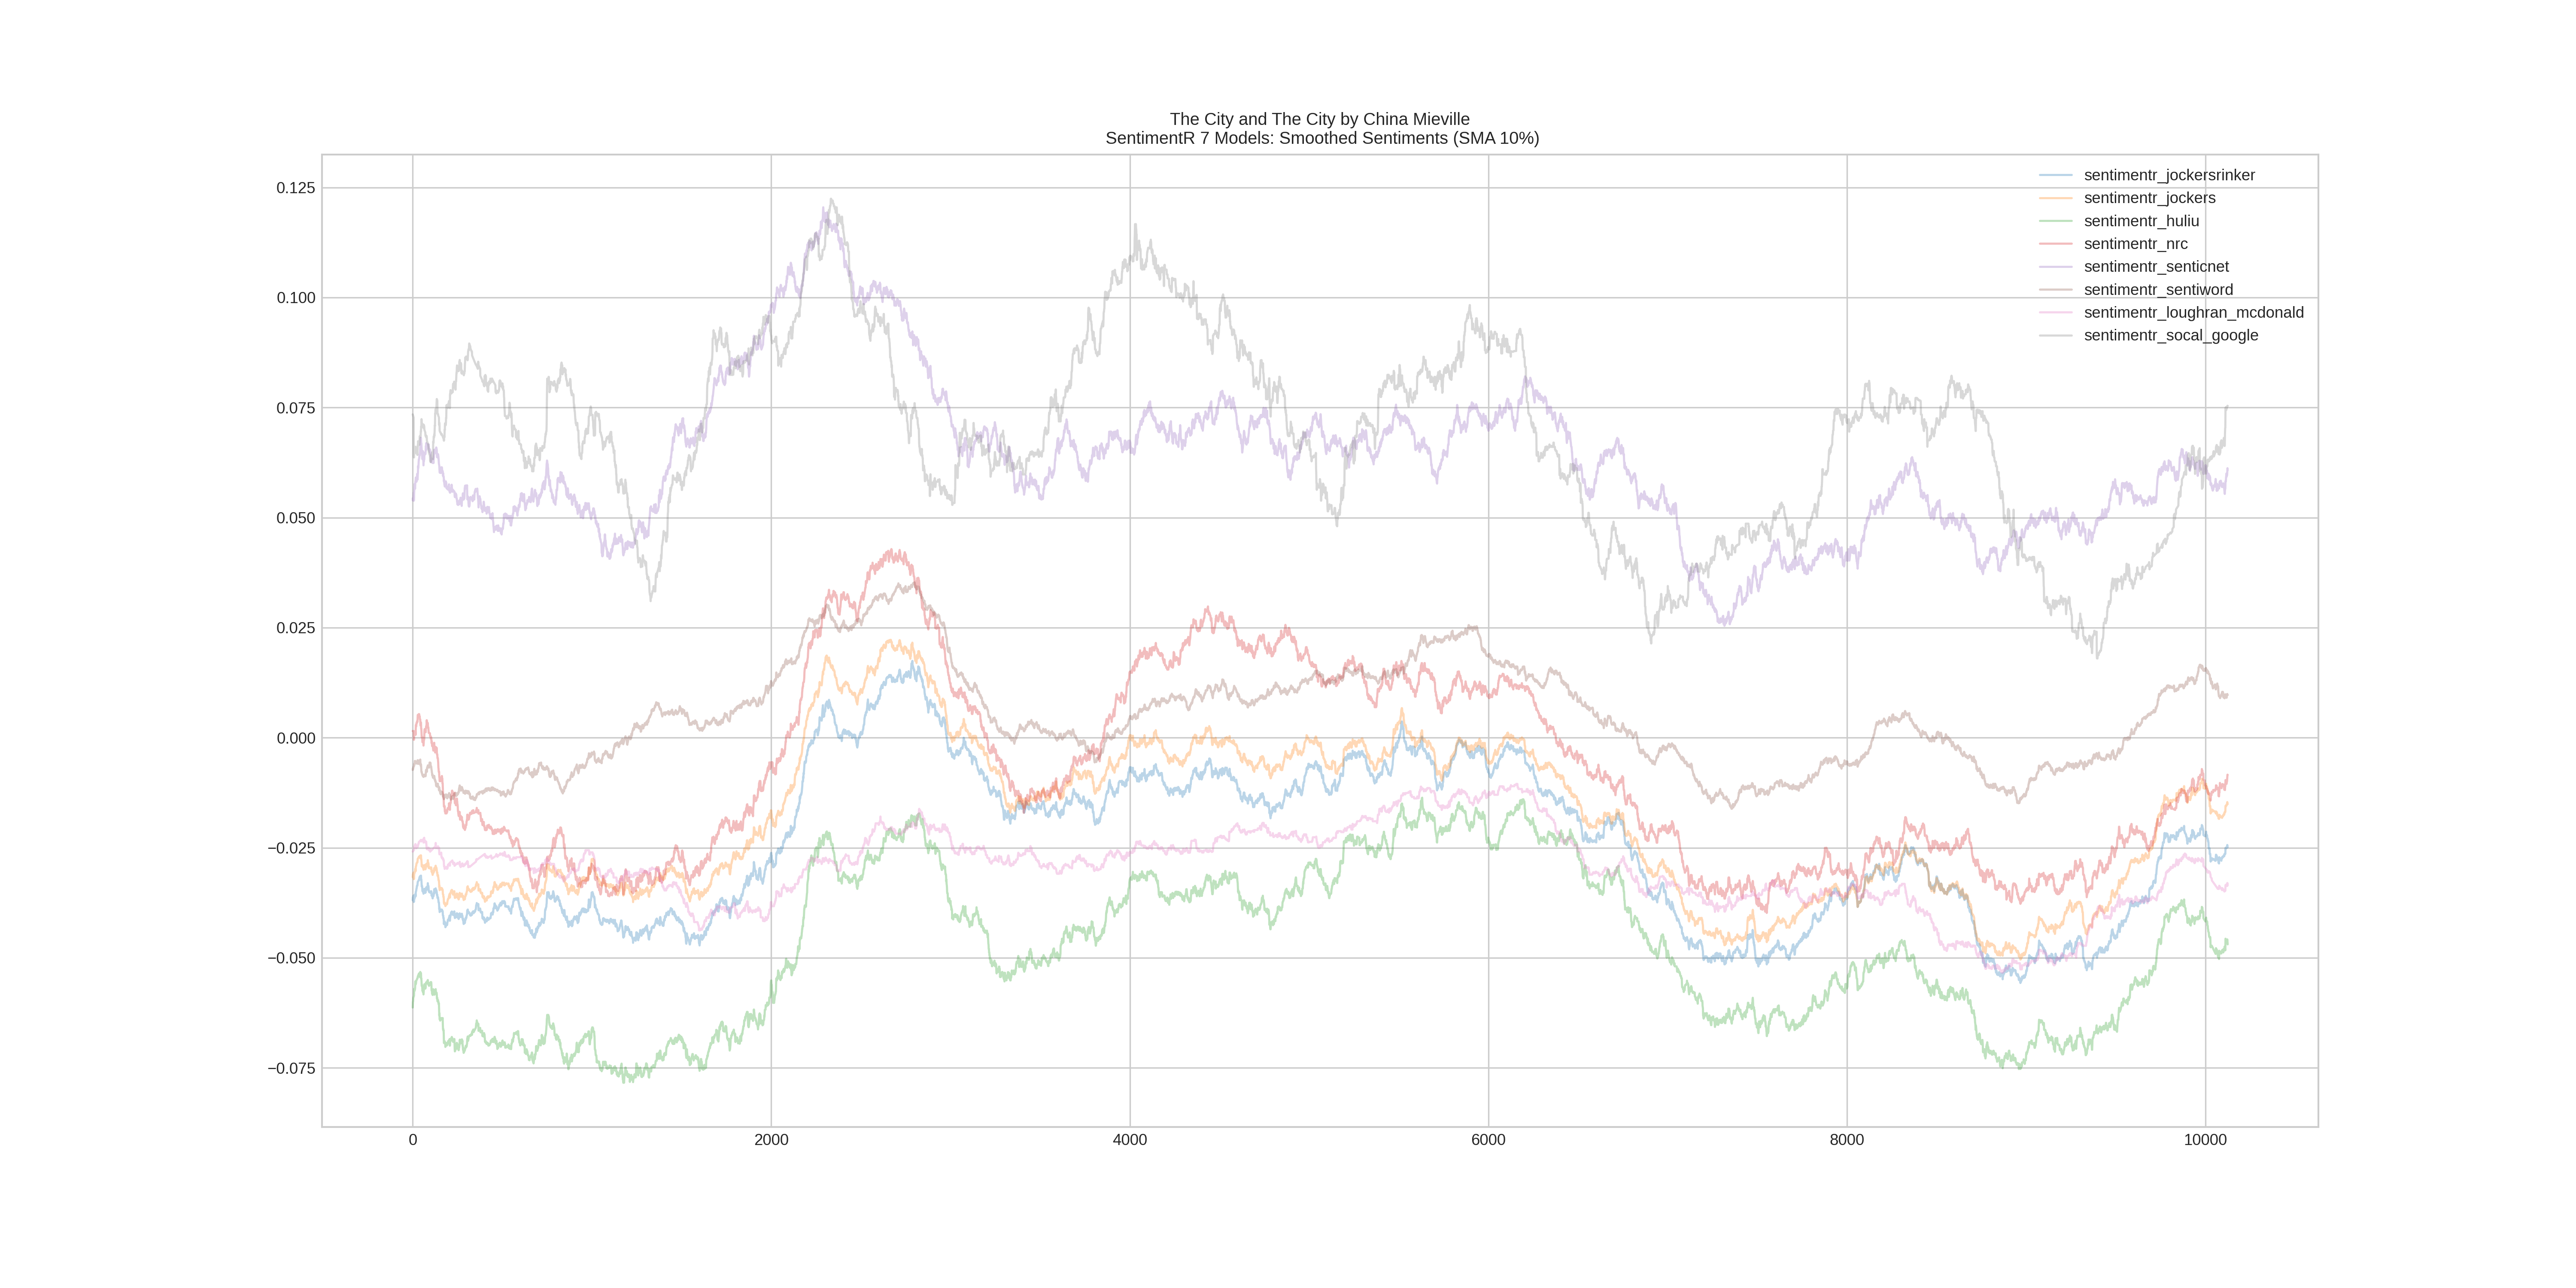 The City and The City by China Mieville
SentimentR 7 Models: Smoothed Sentiments (SMA 10%)
0.125
0.100
0.075
0.050
0.025
0.000
−0.025
−0.050
−0.075
0 2000 4000 6000 8000 10000
sentimentr_jockersrinker
sentimentr_jockers
sentimentr_huliu
sentimentr_nrc
sentimentr_senticnet
sentimentr_sentiword
sentimentr_loughran_mcdonald
sentimentr_socal_google